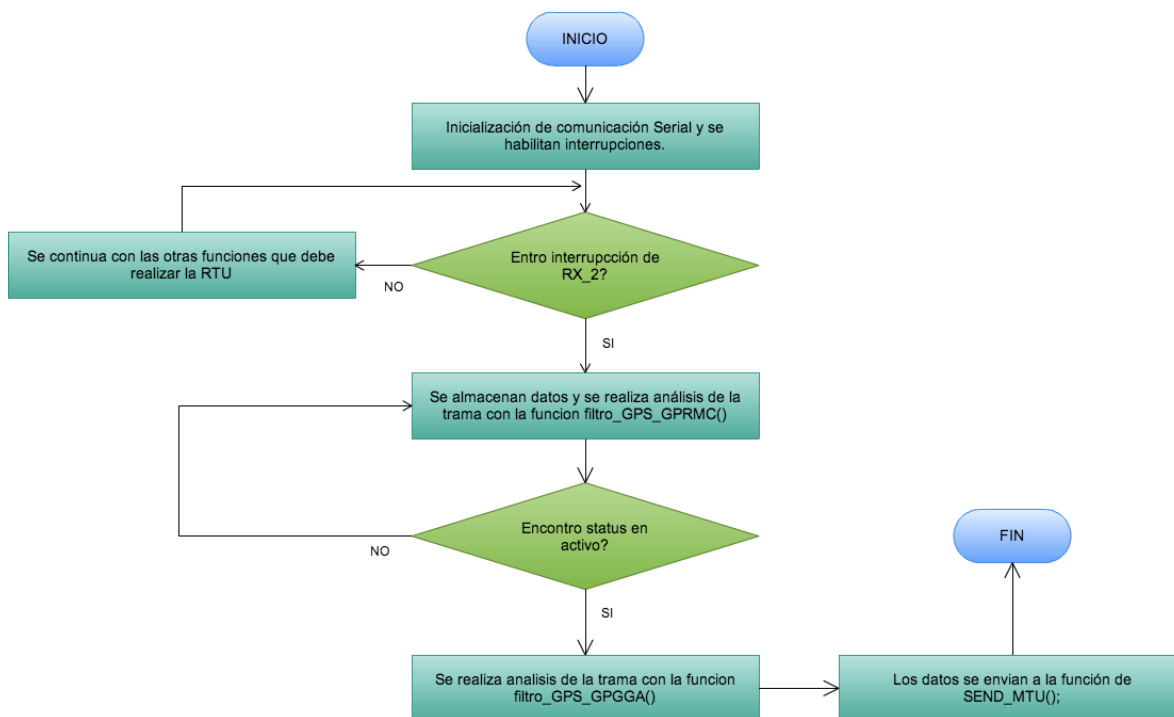 INICIO
Inicialización de comunicación Serial y se
habilitan interrupciones.
Entro interrupcción de
RX_2?
Se continua con las otras funciones que debe
realizar la RTU
NO
SI
Se almacenan datos y se realiza análisis de la
trama con la funcion filtro_GPS_GPRMC()
Encontro status en
activo?
NO
SI
Se realiza analisis de la trama con la funcion
filtro_GPS_GPGGA()
Los datos se envian a la función de
SEND_MTU();
FIN